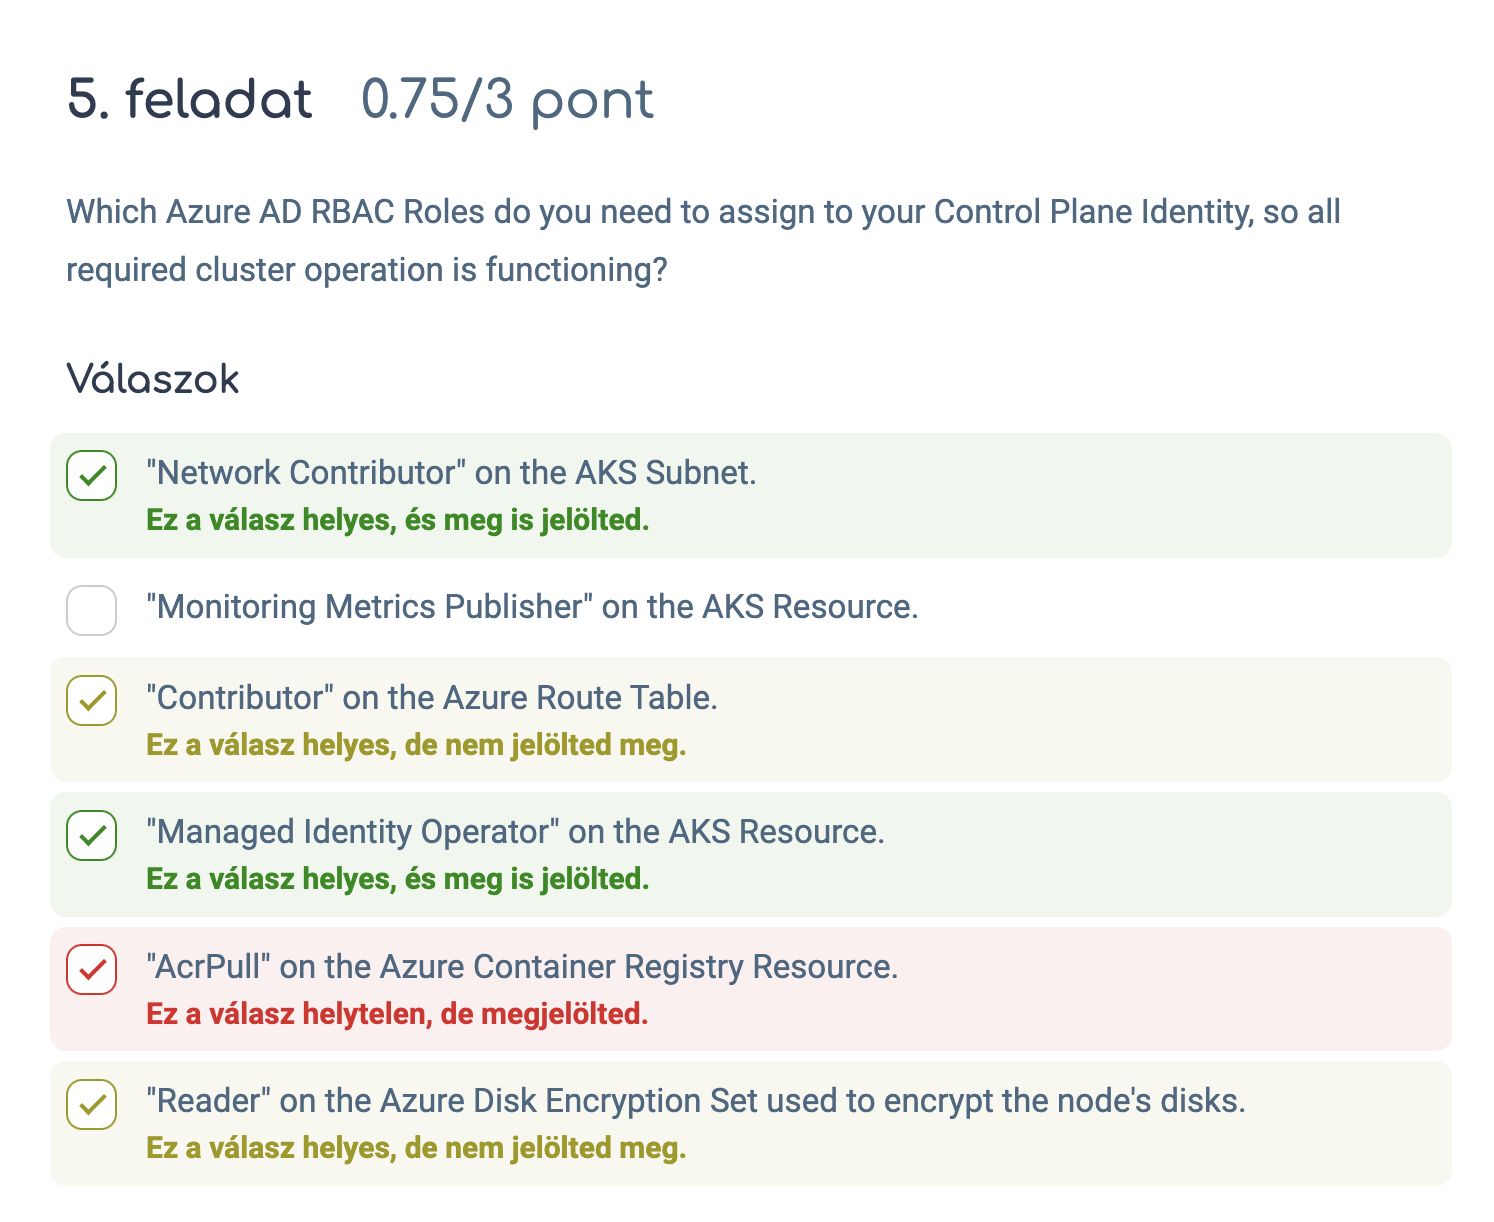 5. feladat 0.75/3 pont
Which Azure AD RBAC Roles do you need to assign to your Control Plane Identity, so all
required cluster operation is functioning?
Válaszok
"Network Contributor" on the AKS Subnet.
Ez a válasz helyes, és meg is jelölted.
"Monitoring Metrics Publisher" on the AKS Resource.
"Contributor" on the Azure Route Table.
Ez a válasz helyes, de nem jelölted meg.
"Managed Identity Operator" on the AKS Resource.
Ez a válasz helyes, és meg is jelölted.
"AcrPull" on the Azure Container Registry Resource.
Ez a válasz helytelen, de megjelölted.
"Reader" on the Azure Disk Encryption Set used to encrypt the node's disks.
Ez a válasz helyes, de nem jelölted meg.